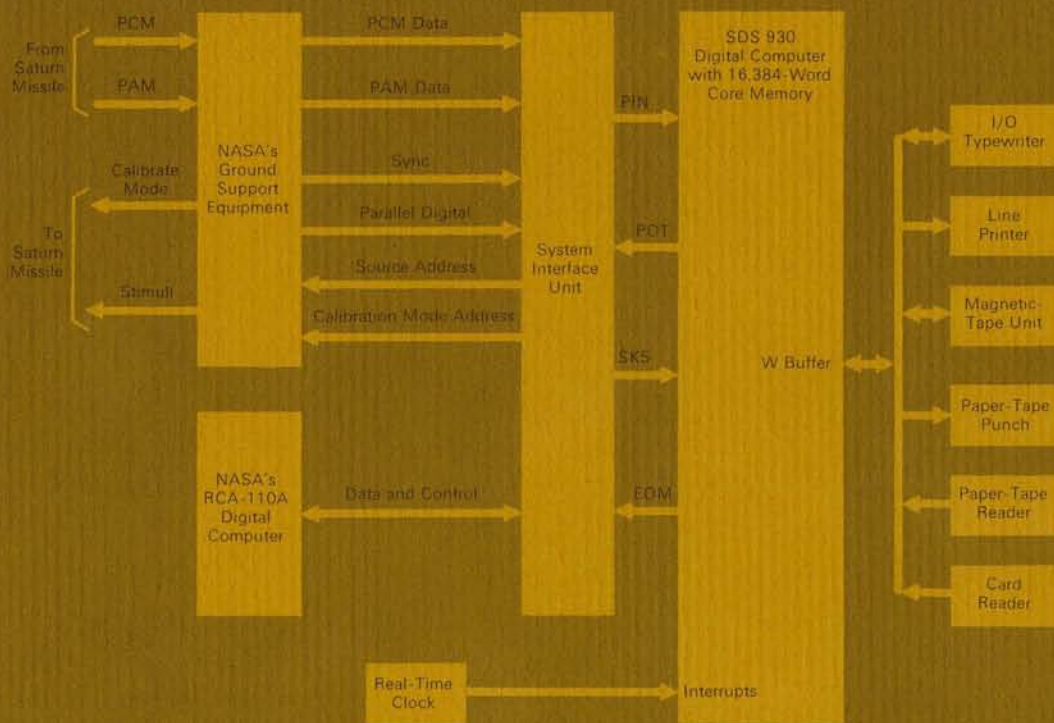 From
Saturn
Missile
PCM
PAM
To
Saturn
Missile
Calibrate
Mode
Stimuli
NASA's
Ground
Support
Equipment
PCM Data
PAM Data
Sync
Parallel Digital
Source Address
Calibration Mode Address
NASA's
RCA-110A
Digital
Computer
Data and Control
System
Interface
Unit
PIN
POT
SKS
EOM
SDS 930
Digital Computer
with 16,384-Word
Core Memory
W Buffer
Interrupts
Real-Time
Clock
I/O
Typewriter
Line
Printer
Magnetic-
Tape Unit
Paper-Tape
Punch
Paper-Tape
Reader
Card
Reader